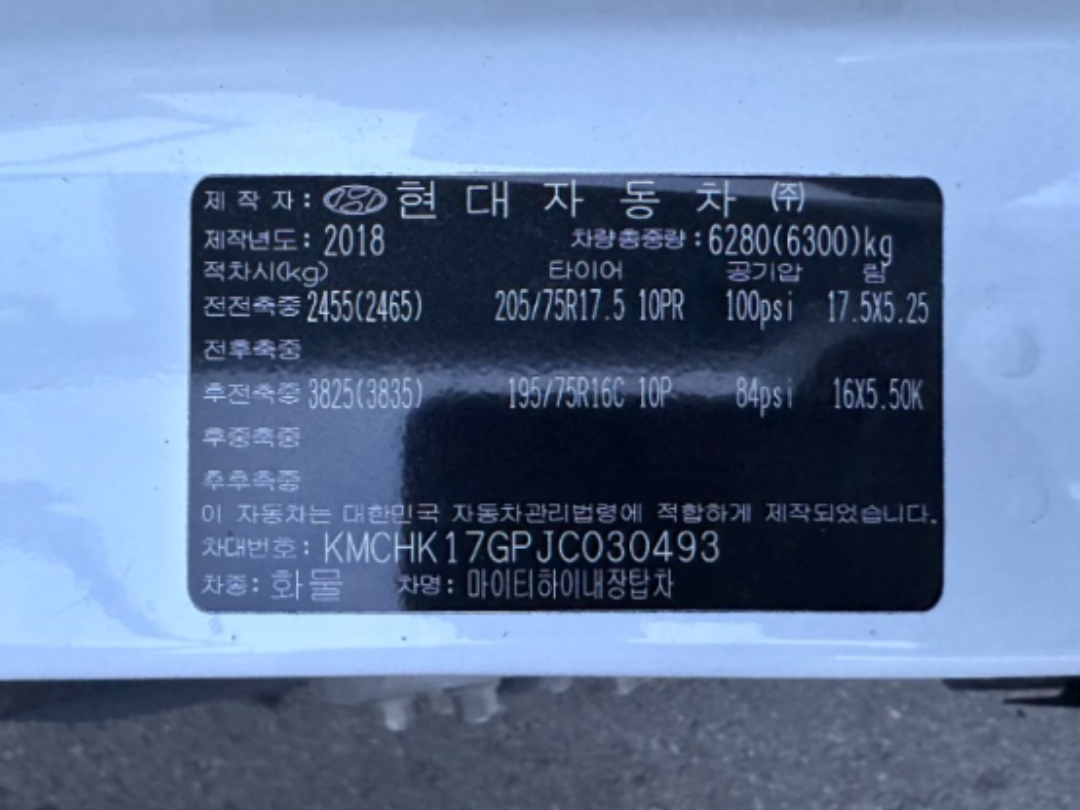 제 작 자: 현 대 자 동 차 ㈜
제작년도: 2018 차량총중량:6280(6300)kg
적차시(kg) 타이어 공기압 림
전전축중 2455(2465) 205/75R17.5 10PR 100psi 17.5X5.25
전후축중
후전축중 3825(3835) 195/75R16C 10P 84psi 16X5.50K
후중축중
후후축중
이 자동차는 대한민국 자동차관리법령에 적합하게 제작되었습니다.
차대번호: KMCHK17GPJC030493
차종: 화물 차명: 마이티하이내장탑차